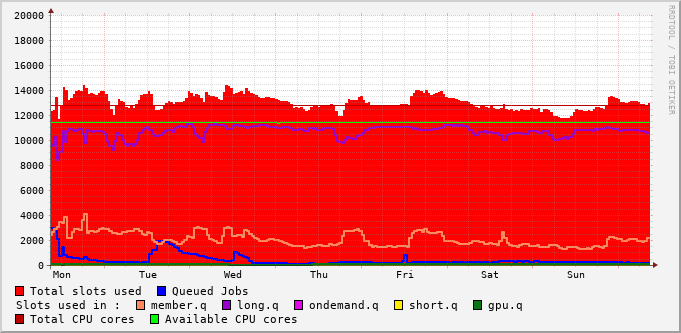 RRDTOOL / TOBI OETIKER
20000
18000
16000
14000
12000
10000
8000
6000
4000
2000
0
Mon Tue Wed Thu Fri Sat Sun
Total slots used Queued Jobs
Slots used in : member.q long.q ondemand.q short.q gpu.q
Total CPU cores Available CPU cores